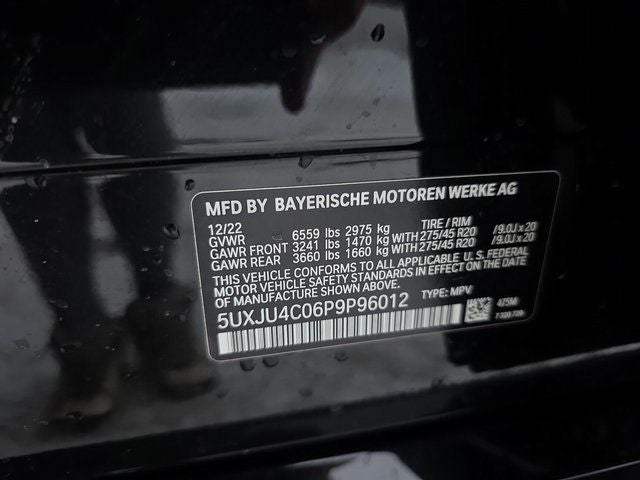 MFD BY BAYERISCHE MOTOREN WERKE AG
12/22 TIRE / RIM
GVWR 6559 lbs 2975 kg
GAWR FRONT 3241 lbs 1470 kg WITH 275/45 R20 /9.0J x 20
GAWR REAR 3660 lbs 1660 kg WITH 275/45 R20 /9.0J x 20
THIS VEHICLE CONFORMS TO ALL APPLICABLE U. S. FEDERAL
MOTOR VEHICLE SAFETY STANDARDS IN EFFECT ON THE DATE
OF MANUFACTURE SHOWN ABOVE.
5UXJU4C06P9P96012 TYPE: MPV
475M